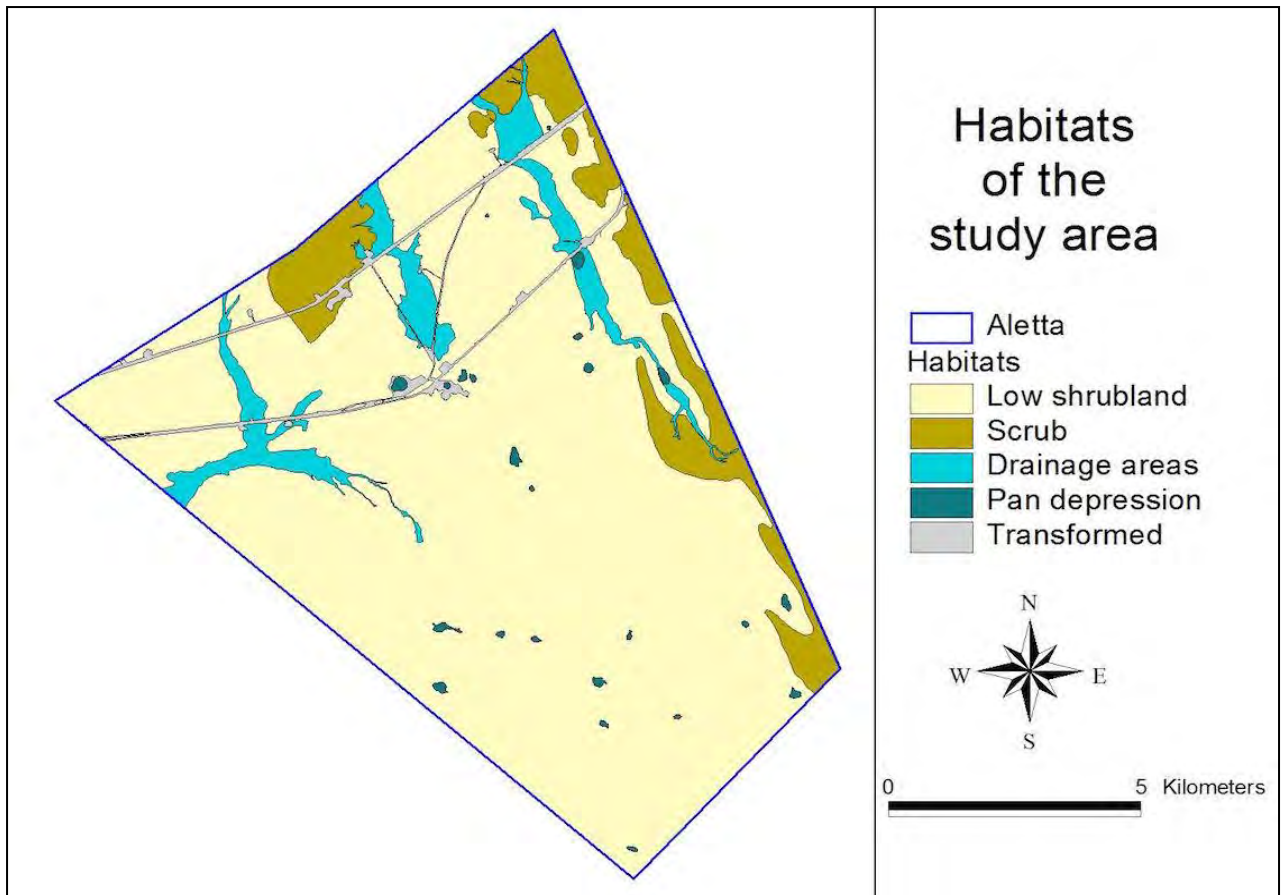 Habitats
of the
study area
Aletta
Habitats
Low shrubland
Scrub
Drainage areas
Pan depression
Transformed
N
W E
S
0 5 Kilometers